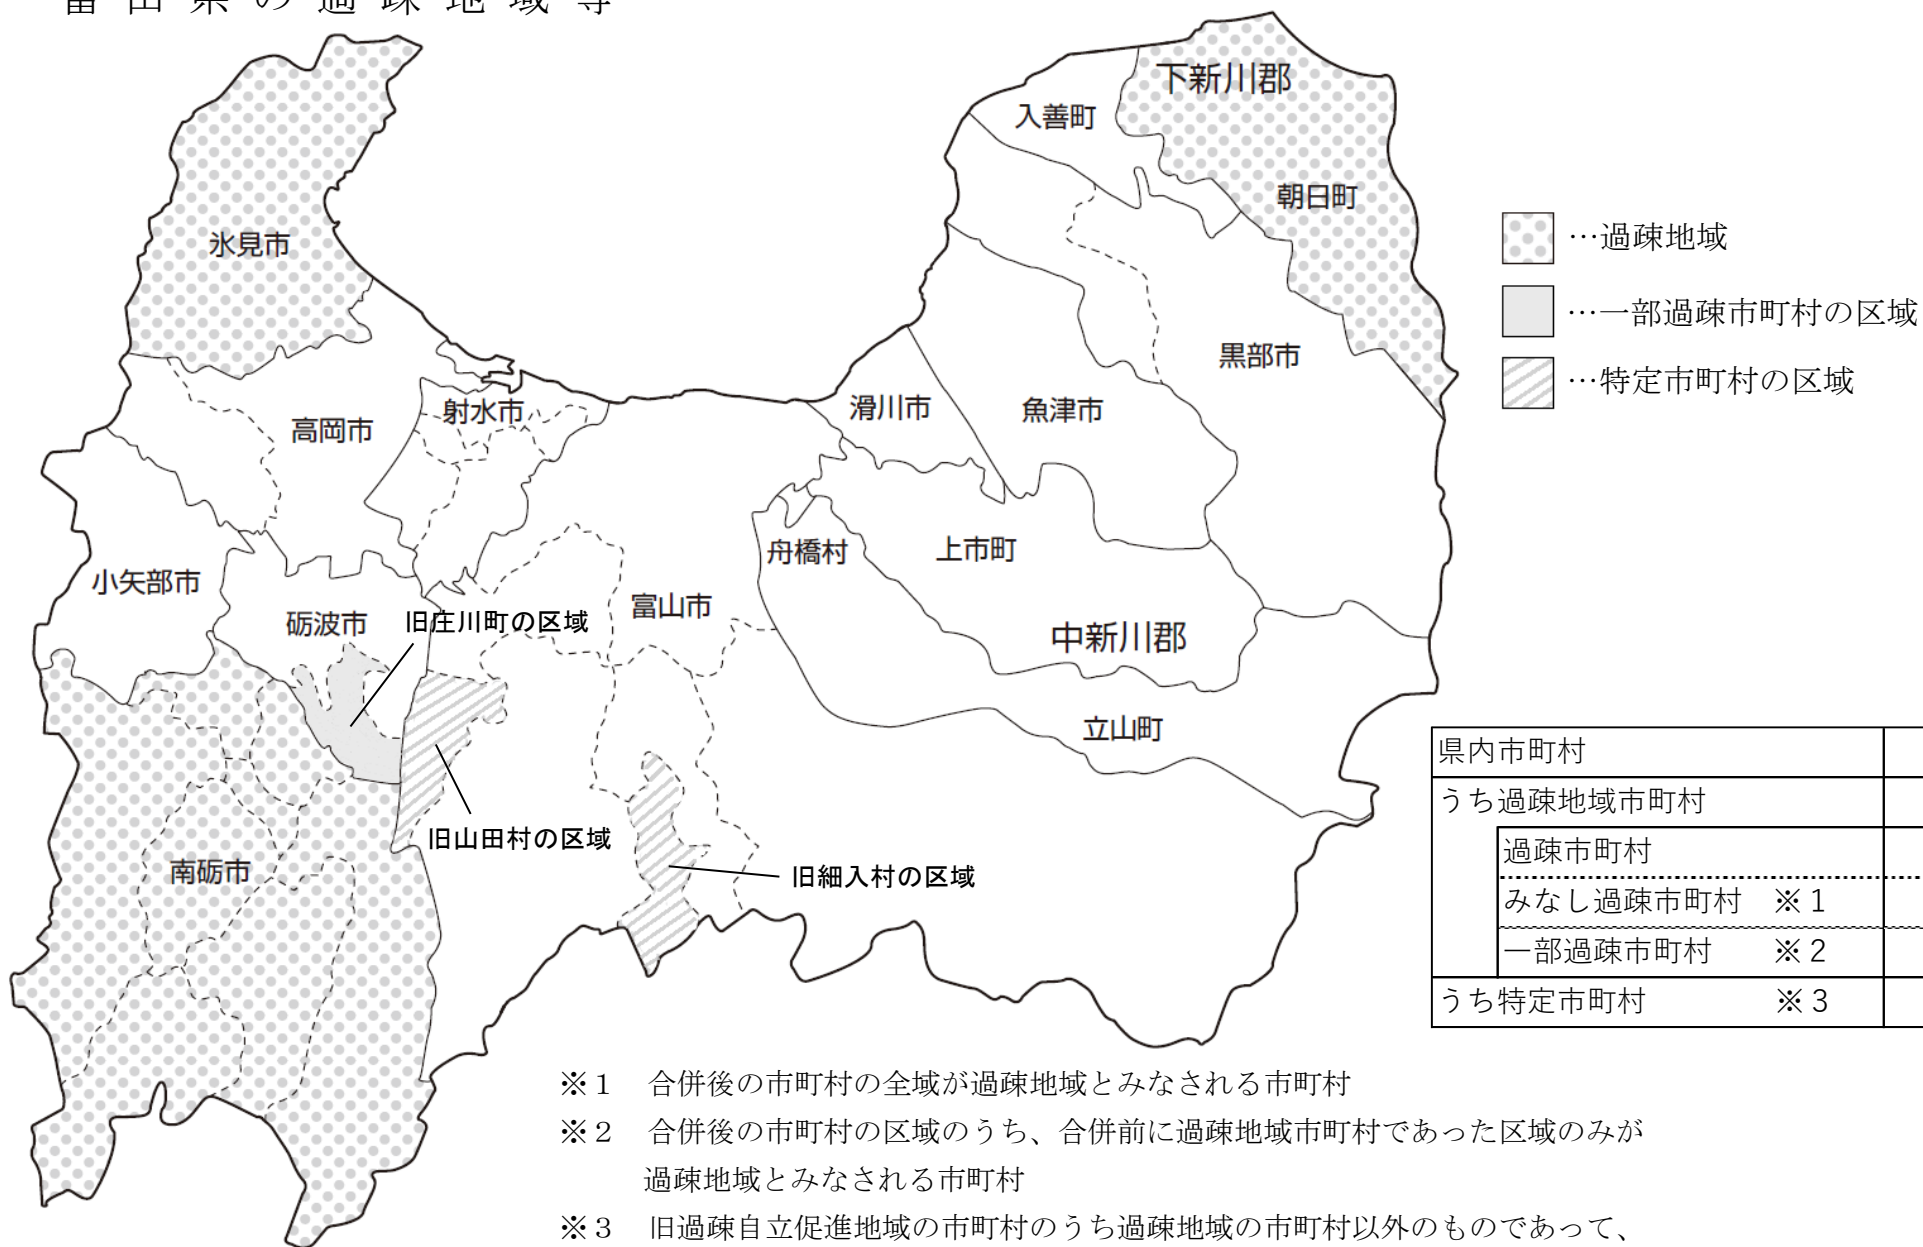 富山県の過疎地域等
下新川郡
入善町
朝日町
氷見市
…過疎地域
…一部過疎市町村の区域
…特定市町村の区域
黒部市
高岡市
射水市
滑川市
魚津市
小矢部市
砺波市
旧庄川町の区域
富山市
舟橋村
上市町
中新川郡
立山町
旧山田村の区域
南砺市
旧細入村の区域
県内市町村
うち過疎地域市町村
過疎市町村
みなし過疎市町村 ※1
一部過疎市町村 ※2
うち特定市町村 ※3
※1 合併後の市町村の全域が過疎地域とみなされる市町村
※2 合併後の市町村の区域のうち、合併前に過疎地域市町村であった区域のみが
過疎地域とみなされる市町村
※3 旧過疎自立促進地域の市町村のうち過疎地域の市町村以外のものであって、